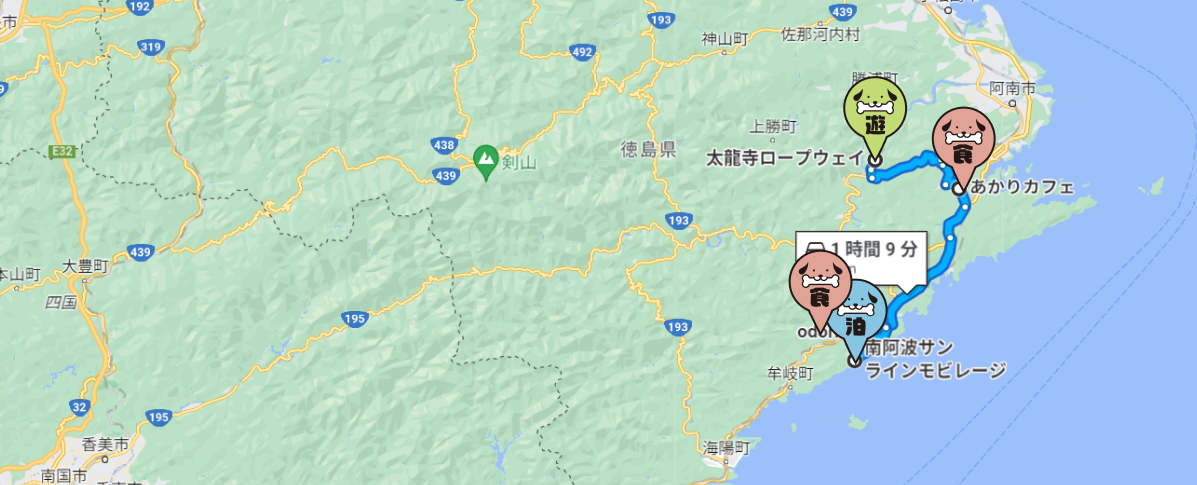 192
439
193
市
319
神山町
佐那河内村
492
勝浦町
阿南市
遊
上勝町
食
E32
438
徳島県
剣山
太龍寺ロープウェイ
439
あかりカフェ
193
439
1 時間 9 分
大豊町
本山町
四国
食
泊
195
193
南阿波サン
ラインモビレージ
牟岐町
32
195
香美市
海陽町
南国市